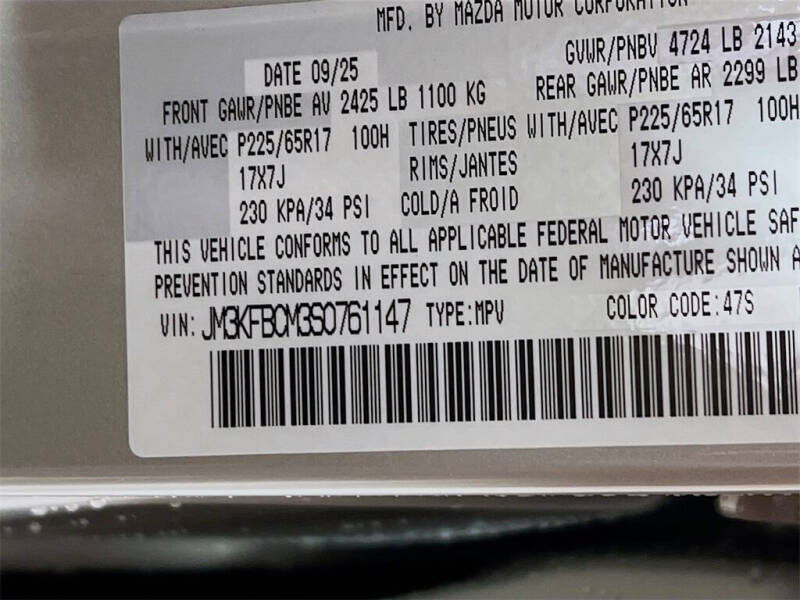 MFD. BY MAZDA MOTOR CORPORATION
DATE 09/25 GVWR/PNBV 4724 LB 2143
FRONT GAWR/PNBE AV 2425 LB 1100 KG REAR GAWR/PNBE AR 2299 LB
WITH/AVEC P225/65R17 100H TIRES/PNEUS WITH/AVEC P225/65R17 100H
17X7J RIMS/JANTES 17X7J
230 KPA/34 PSI COLD/A FROID 230 KPA/34 PSI
THIS VEHICLE CONFORMS TO ALL APPLICABLE FEDERAL MOTOR VEHICLE SAF
PREVENTION STANDARDS IN EFFECT ON THE DATE OF MANUFACTURE SHOWN A
VIN: JM3KFBCM3S0761147 TYPE:MPV COLOR CODE:47S